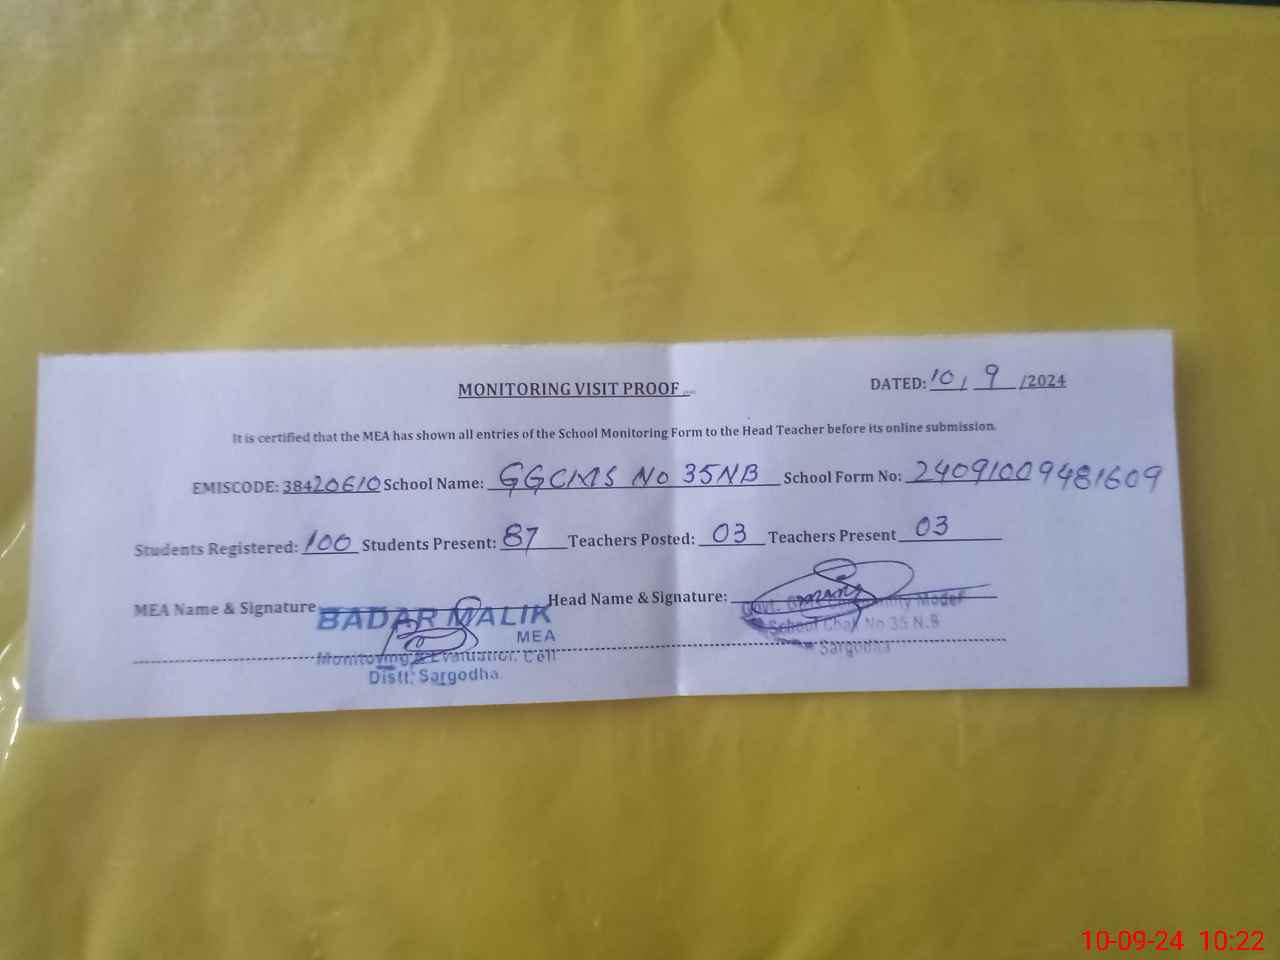 MONITORING VISIT PROOF
DATED: 10 / 9 /2024
It is certified that the MEA has shown all entries of the School Monitoring Form to the Head Teacher before its online submission.
EMISCODE: 38420610 School Name: GGCMS No 35NB School Form No: 24091009481609
Students Registered: 100 Students Present: 87 Teachers Posted: 03 Teachers Present 03
MEA Name & Signature Head Name & Signature:
BADAR MALIK
MEA
Monitoving & Evaluation Cell
Distt: Sargodha.
Govt. Community Model
School Chak No 35 N.B
Sargodha
10-09-24 10:22